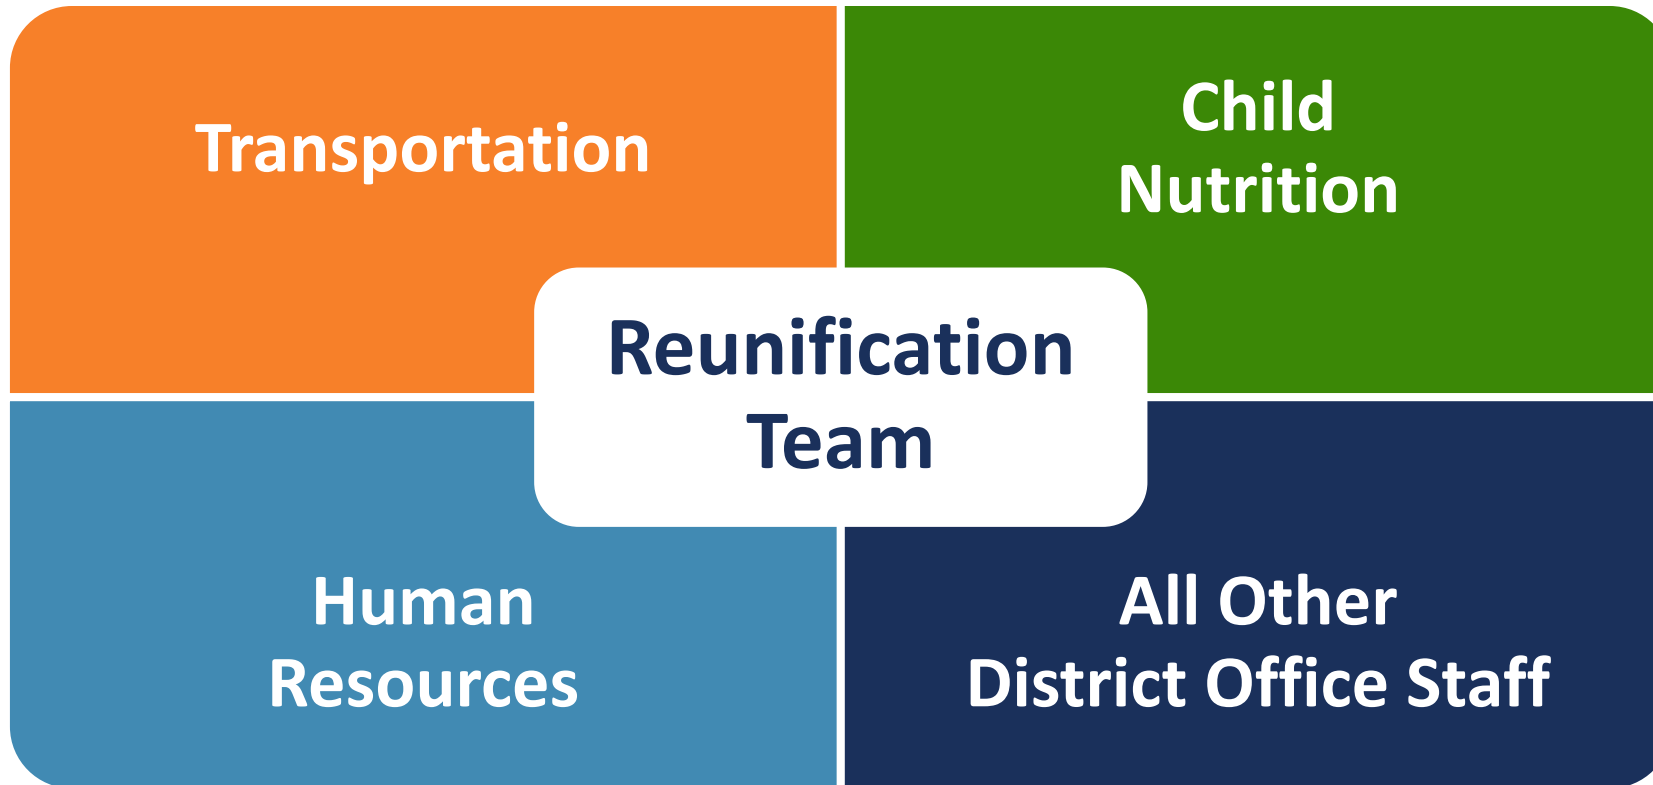 Transportation
Child
Nutrition
Reunification
Team
Human
Resources
All Other
District Office Staff